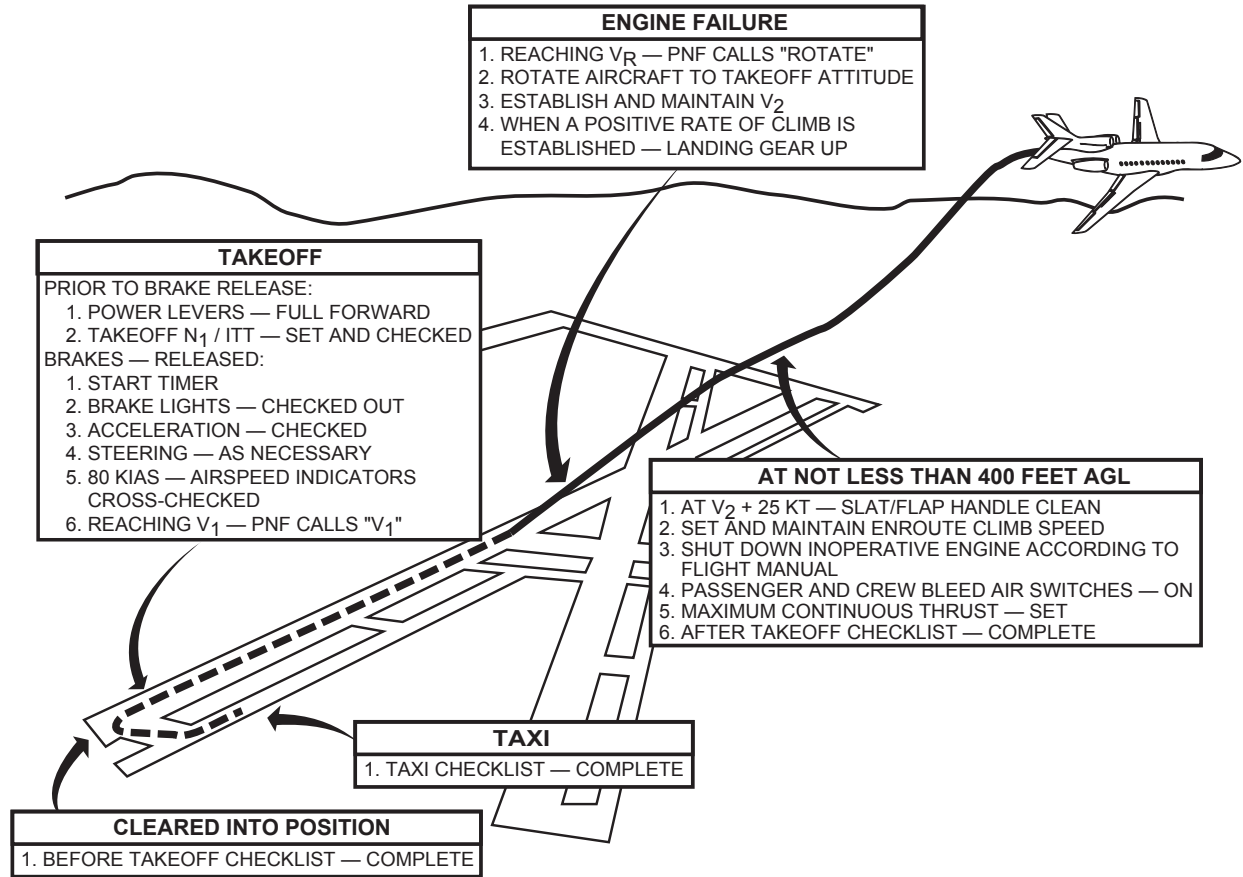 ENGINE FAILURE
1. REACHING VR — PNF CALLS "ROTATE"
2. ROTATE AIRCRAFT TO TAKEOFF ATTITUDE
3. ESTABLISH AND MAINTAIN V2
4. WHEN A POSITIVE RATE OF CLIMB IS
ESTABLISHED — LANDING GEAR UP
TAKEOFF
PRIOR TO BRAKE RELEASE:
1. POWER LEVERS — FULL FORWARD
2. TAKEOFF N1 / ITT — SET AND CHECKED
BRAKES — RELEASED:
1. START TIMER
2. BRAKE LIGHTS — CHECKED OUT
3. ACCELERATION — CHECKED
4. STEERING — AS NECESSARY
5. 80 KIAS — AIRSPEED INDICATORS
CROSS-CHECKED
6. REACHING V1 — PNF CALLS "V1"
AT NOT LESS THAN 400 FEET AGL
1. AT V2 + 25 KT — SLAT/FLAP HANDLE CLEAN
2. SET AND MAINTAIN ENROUTE CLIMB SPEED
3. SHUT DOWN INOPERATIVE ENGINE ACCORDING TO
FLIGHT MANUAL
4. PASSENGER AND CREW BLEED AIR SWITCHES — ON
5. MAXIMUM CONTINUOUS THRUST — SET
6. AFTER TAKEOFF CHECKLIST — COMPLETE
TAXI
1. TAXI CHECKLIST — COMPLETE
CLEARED INTO POSITION
1. BEFORE TAKEOFF CHECKLIST — COMPLETE